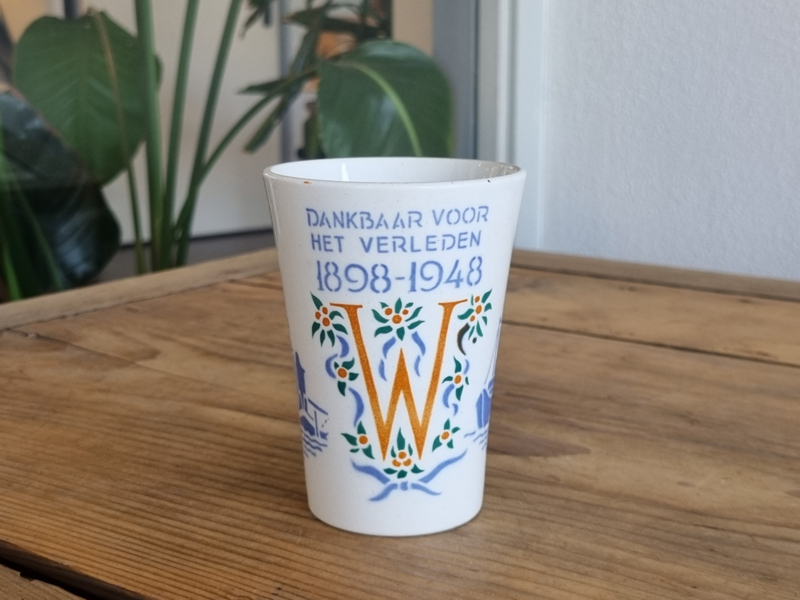 DANKBAAR VOOR
HET VERLEDEN
1898-1948
W